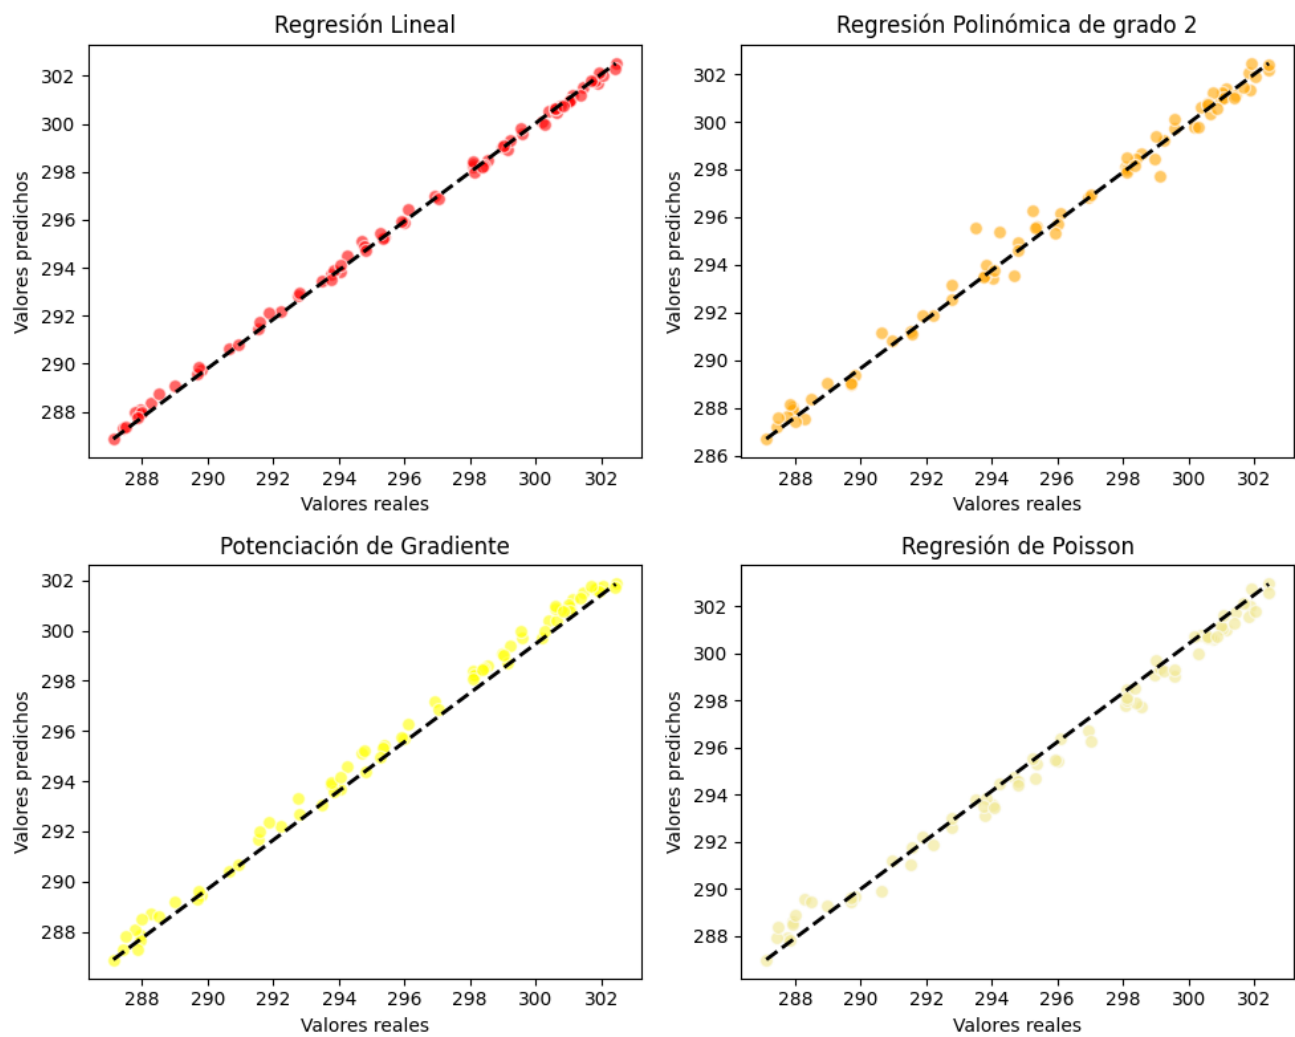 Regresión Lineal
Valores predichos
302
300
298
296
294
292
290
288
288 290 292 294 296 298 300 302
Valores reales
Regresión Polinómica de grado 2
Valores predichos
302
300
298
296
294
292
290
288
286
288 290 292 294 296 298 300 302
Valores reales
Potenciación de Gradiente
Valores predichos
302
300
298
296
294
292
290
288
288 290 292 294 296 298 300 302
Valores reales
Regresión de Poisson
Valores predichos
302
300
298
296
294
292
290
288
288 290 292 294 296 298 300 302
Valores reales